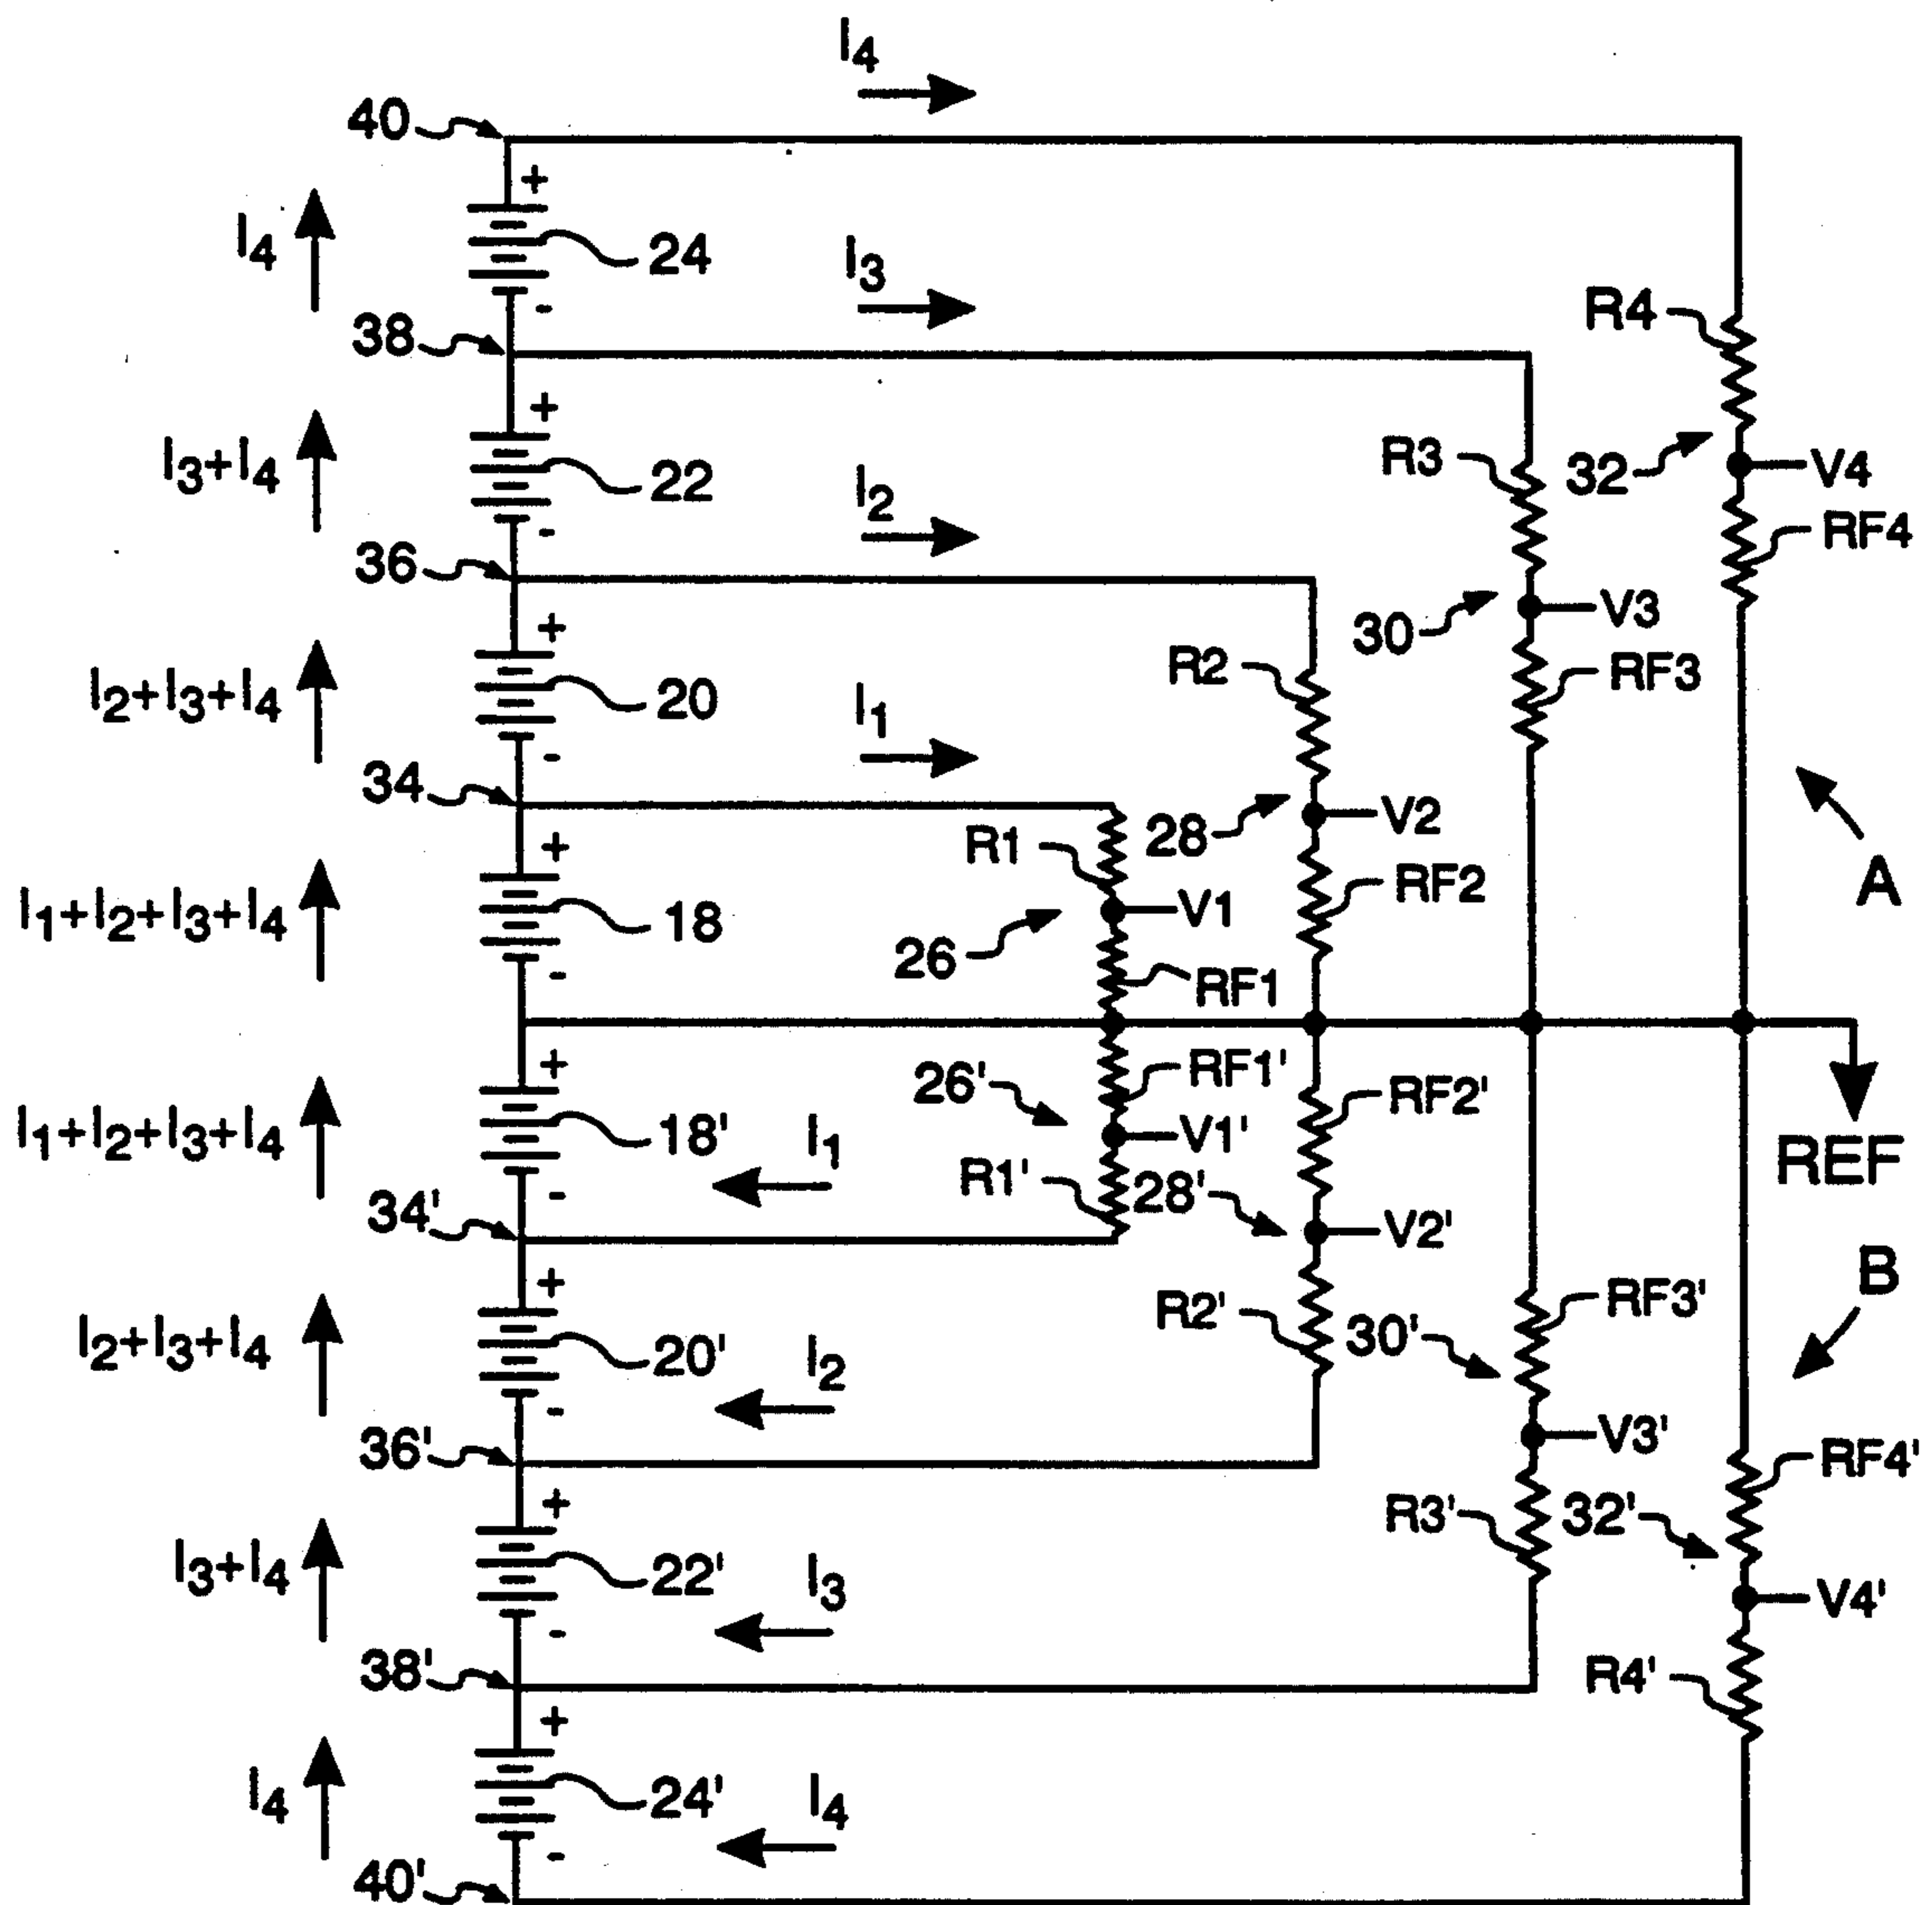 I4
40
+
I4
24
I3
-
38
R4
+
I3+I4
22
I2
R3
32
V4
-
RF4
36
+
30
V3
I2+I3+I4
20
I1
R2
RF3
-
34
+
R1
28
V2
A
I1+I2+I3+I4
18
V1
RF2
26
-
RF1
+
26'
RF1'
RF2'
I1+I2+I3+I4
18'
I1
V1'
REF
-
R1'
28'
34'
V2'
+
B
I2+I3+I4
20'
I2
R2'
30'
RF3'
-
36'
V3'
RF4'
+
I3+I4
22'
I3
R3'
32'
V4'
-
38'
R4'
+
I4
24'
I4
-
40'